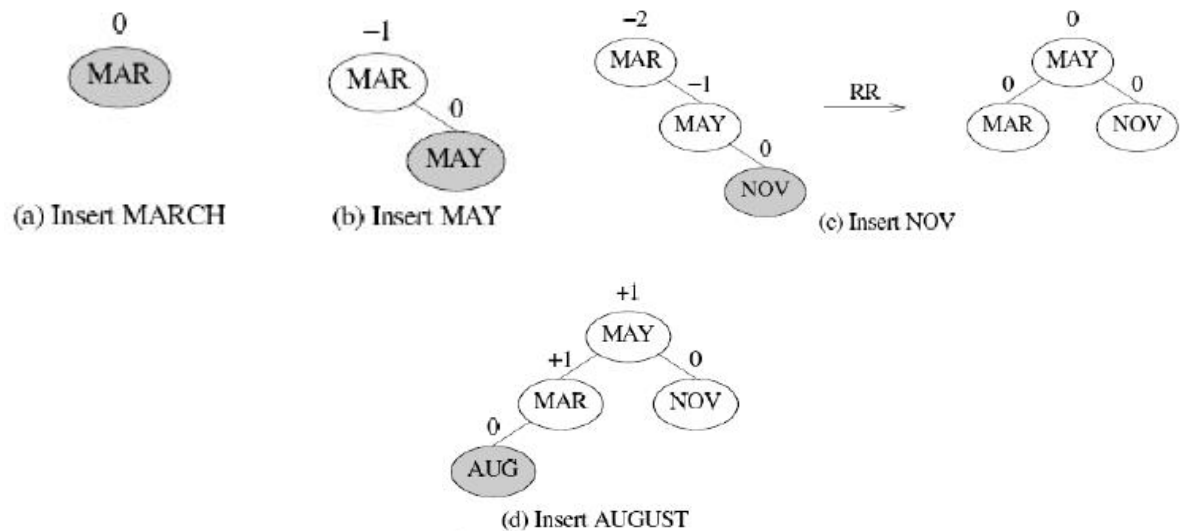 0
MAR
(a) Insert MARCH
−1
MAR
0
MAY
(b) Insert MAY
−2
MAR
−1
MAY
0
NOV
RR
0
MAY
0
0
MAR
NOV
(c) Insert NOV
+1
MAY
+1
0
MAR
NOV
0
AUG
(d) Insert AUGUST